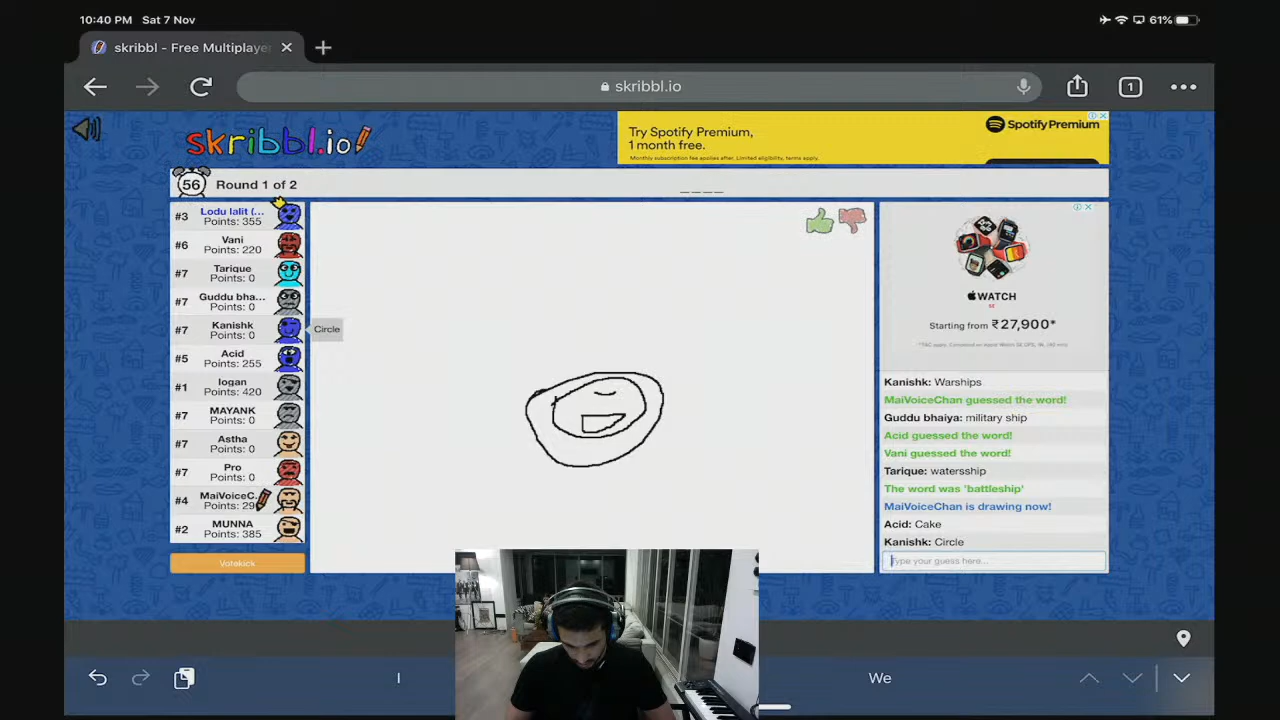 10:40 PM Sat 7 Nov
61%
skribbl - Free Multiplayer
skribbl.io
skribbl.io
Try Spotify Premium,
1 month free.
Spotify Premium
56 Round 1 of 2
_ _ _ _
#3 Lodu lalit (...
Points: 355
#6 Vani
Points: 220
#7 Tarique
Points: 0
#7 Guddu bha...
Points: 0
#7 Kanishk
Points: 0
Circle
#5 Acid
Points: 255
#1 logan
Points: 420
#7 MAYANK
Points: 0
#7 Astha
Points: 0
#7 Pro
Points: 0
#4 MaiVoiceC...
Points: 29
#2 MUNNA
Points: 385
Votekick
WATCH
SE
Starting from ₹27,900*
Kanishk: Warships
MaiVoiceChan guessed the word!
Guddu bhaiya: military ship
Acid guessed the word!
Vani guessed the word!
Tarique: watersship
The word was 'battleship'
MaiVoiceChan is drawing now!
Acid: Cake
Kanishk: Circle
Type your guess here...
I
We
1